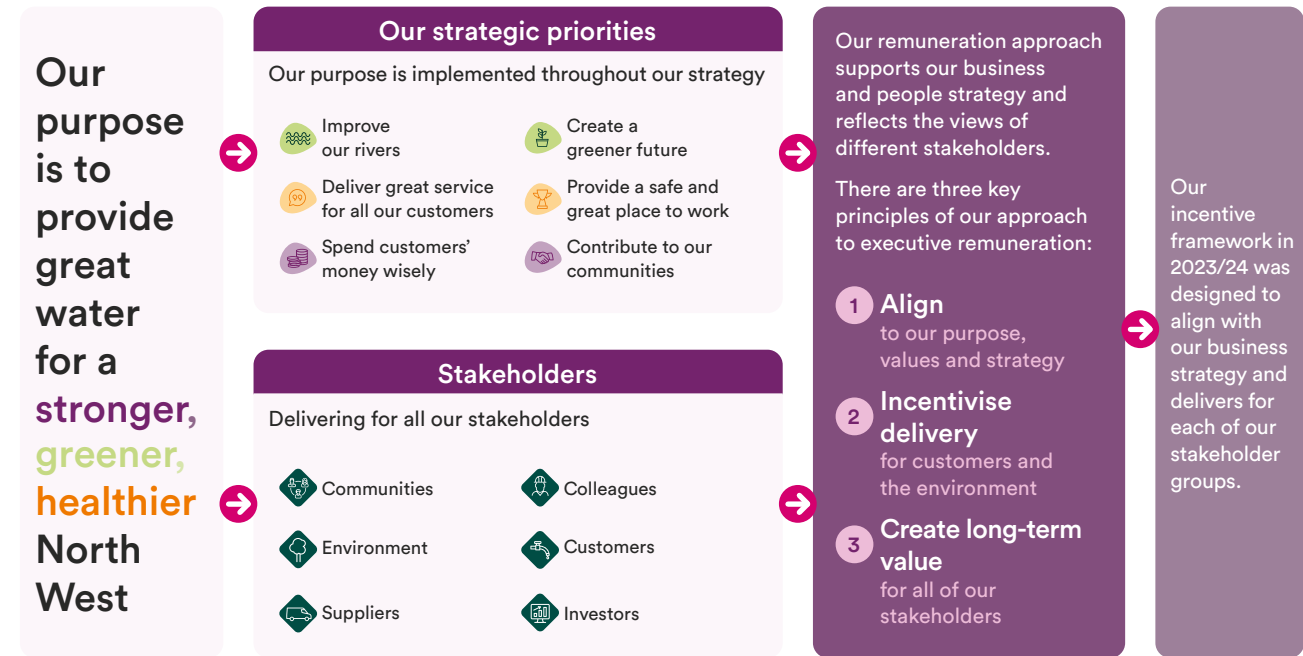 Our
purpose
is to
provide
great
water
for a
stronger,
greener,
healthier
North
West
Our strategic priorities
Our purpose is implemented throughout our strategy
Improve
our rivers
Create a
greener future
Deliver great service
for all our customers
Provide a safe and
great place to work
Spend customers’
money wisely
Contribute to our
communities
Stakeholders
Delivering for all our stakeholders
Communities
Colleagues
Environment
Customers
Suppliers
Investors
Our remuneration approach
supports our business
and people strategy and
reflects the views of
different stakeholders.
There are three key
principles of our approach
to executive remuneration:
1 Align
to our purpose,
values and strategy
2 Incentivise
delivery
for customers and
the environment
3 Create long-term
value
for all of our
stakeholders
Our
incentive
framework in
2023/24 was
designed to
align with
our business
strategy and
delivers for
each of our
stakeholder
groups.